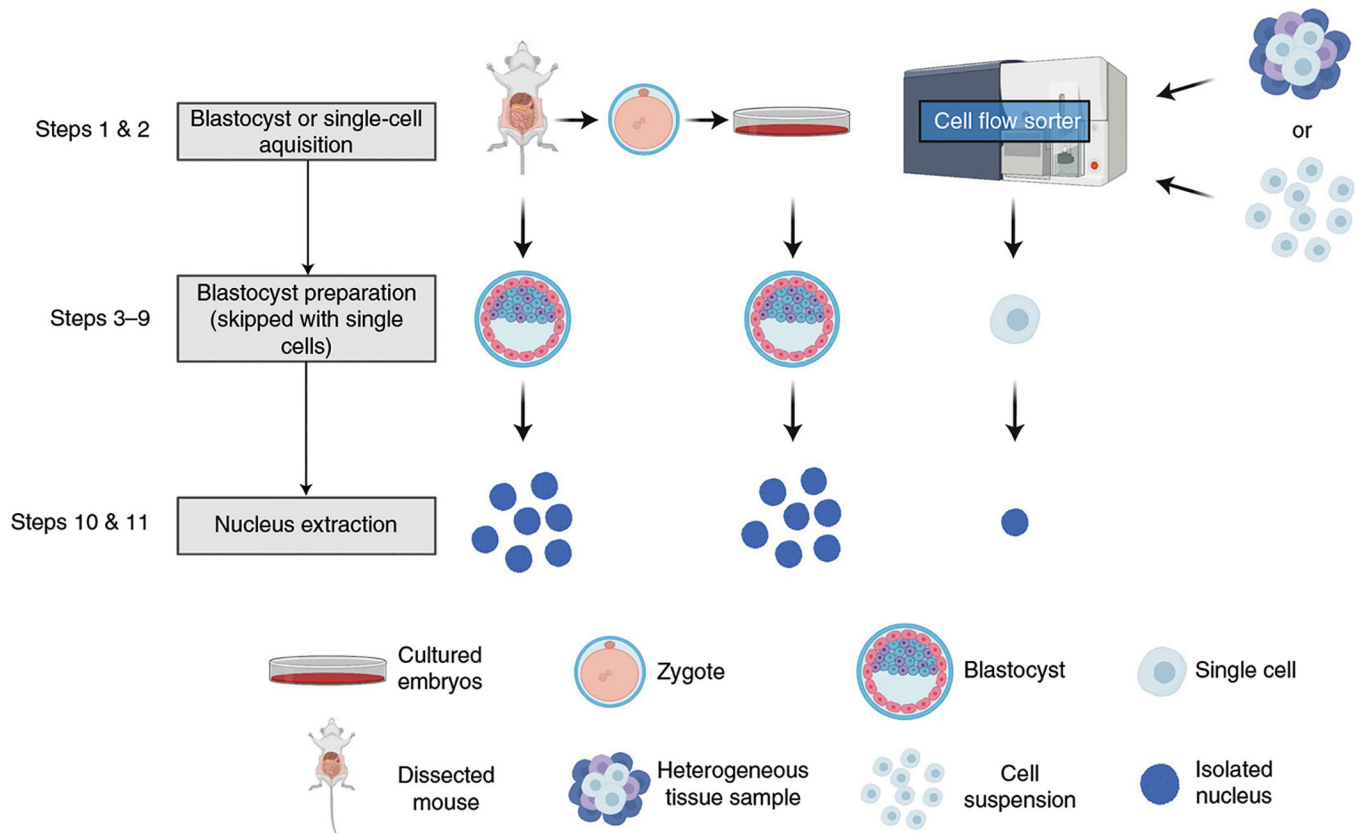 Steps 1 & 2
Blastocyst or single-cell
aquisition
Cell flow sorter
or
Steps 3–9
Blastocyst preparation
(skipped with single
cells)
Steps 10 & 11
Nucleus extraction
Cultured
embryos
Zygote
Blastocyst
Single cell
Dissected
mouse
Heterogeneous
tissue sample
Cell
suspension
Isolated
nucleus